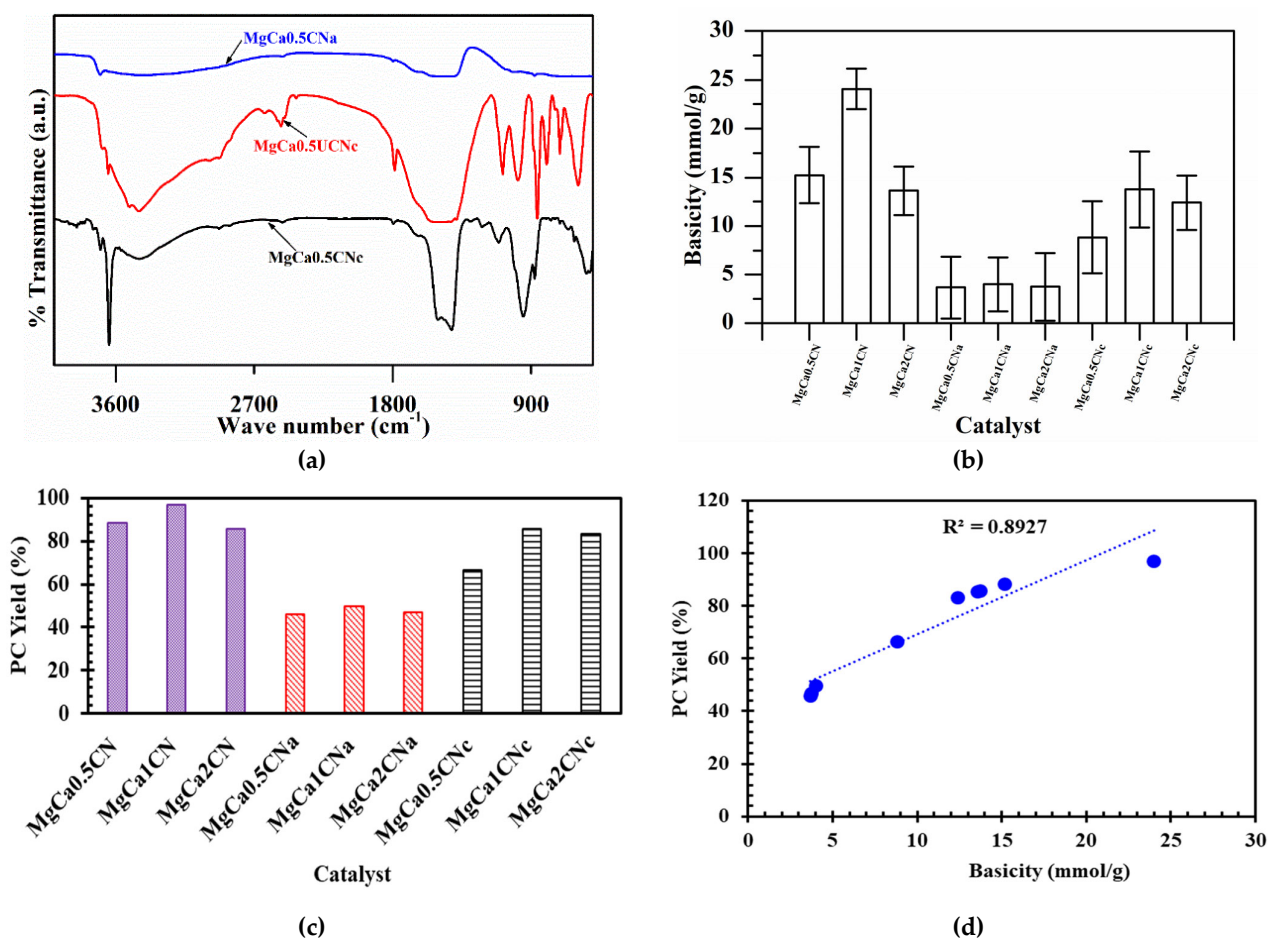 MgCa0.5CNa
MgCa0.5UCNc
MgCa0.5CNc
% Transmittance (a.u.)
3600 2700 1800 900
Wave number (cm⁻¹)
(a)
30
25
20
15
10
5
0
Basicity (mmol/g)
MgCa0.5CN MgCa1CN MgCa2CN MgCa0.5CNa MgCa1CNa MgCa2CNa MgCa0.5CNc MgCa1CNc MgCa2CNc
Catalyst
(b)
100
80
60
40
20
0
PC Yield (%)
MgCa0.5CN MgCa1CN MgCa2CN MgCa0.5CNa MgCa1CNa MgCa2CNa MgCa0.5CNc MgCa1CNc MgCa2CNc
Catalyst
(c)
120
100
80
60
40
20
0
PC Yield (%)
R² = 0.8927
0 5 10 15 20 25 30
Basicity (mmol/g)
(d)